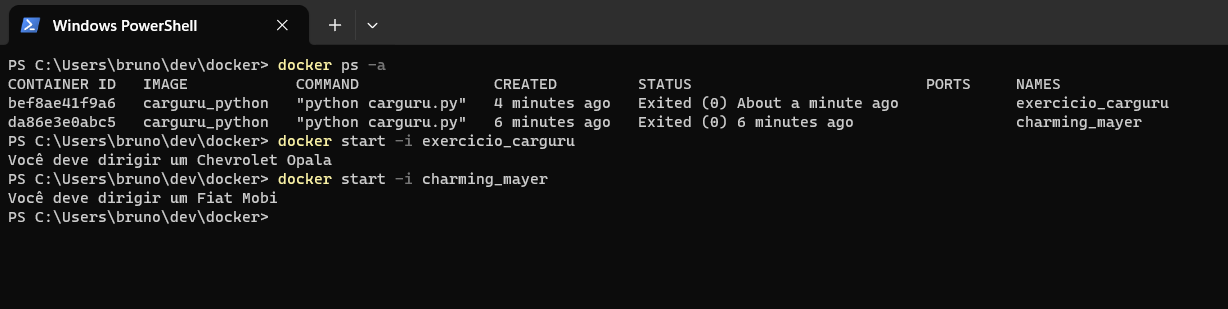 Windows PowerShell
PS C:\Users\bruno\dev\docker> docker ps -a
CONTAINER ID   IMAGE            COMMAND               CREATED         STATUS                          PORTS     NAMES
bef8ae41f9a6   carguru_python   "python carguru.py"   4 minutes ago   Exited (0) About a minute ago             exercicio_carguru
da86e3e0abc5   carguru_python   "python carguru.py"   6 minutes ago   Exited (0) 6 minutes ago                  charming_mayer
PS C:\Users\bruno\dev\docker> docker start -i exercicio_carguru
Você deve dirigir um Chevrolet Opala
PS C:\Users\bruno\dev\docker> docker start -i charming_mayer
Você deve dirigir um Fiat Mobi
PS C:\Users\bruno\dev\docker>